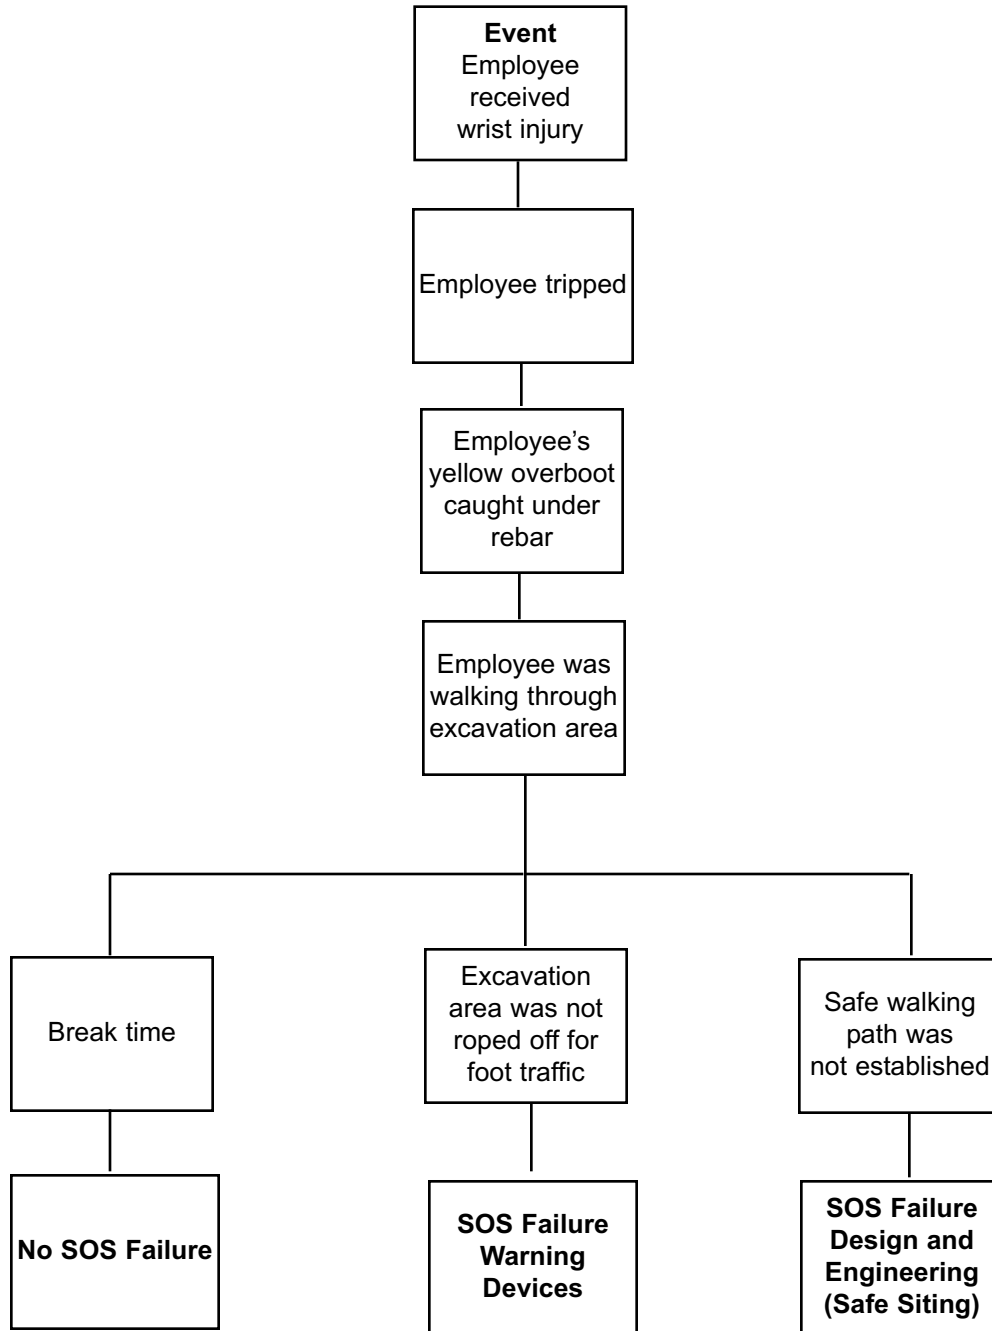 Event
Employee
received
wrist injury
Employee tripped
Employee’s
yellow overboot
caught under
rebar
Employee was
walking through
excavation area
Break time
Excavation
area was not
roped off for
foot traffic
Safe walking
path was
not established
No SOS Failure
SOS Failure
Warning
Devices
SOS Failure
Design and
Engineering
(Safe Siting)